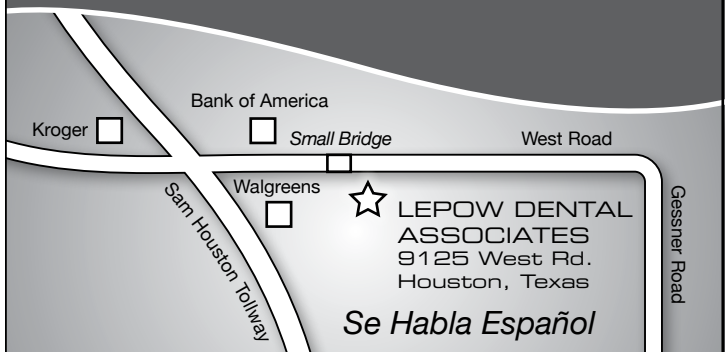 Bank of America
Kroger
Small Bridge
West Road
Walgreens
Sam Houston Tollway
Gessner Road
LEPOW DENTAL
ASSOCIATES
9125 West Rd.
Houston, Texas
Se Habla Español